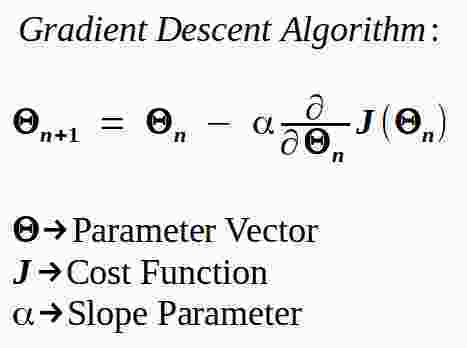 Gradient Descent Algorithm:
Θₙ₊₁ = Θₙ − α ∂/∂Θₙ J(Θₙ)
Θ→Parameter Vector
J→Cost Function
α→Slope Parameter